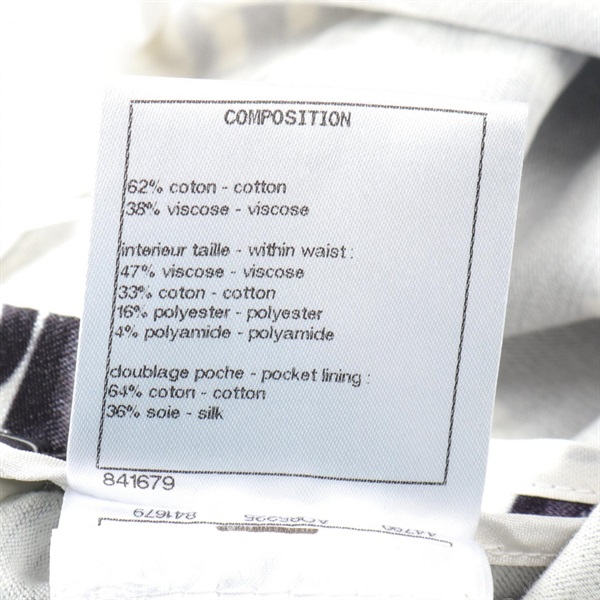 COMPOSITION
62% coton - cotton
38% viscose - viscose
interieur taille - within waist :
47% viscose - viscose
33% coton - cotton
16% polyester - polyester
4% polyamide - polyamide
doublage poche - pocket lining :
64% coton - cotton
36% soie - silk
841679
841679